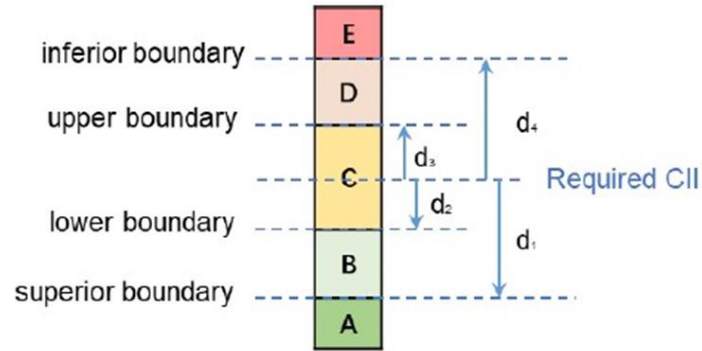 E
inferior boundary
D
upper boundary
d₄
d₃
C
Required CII
d₂
lower boundary
d₁
B
superior boundary
A